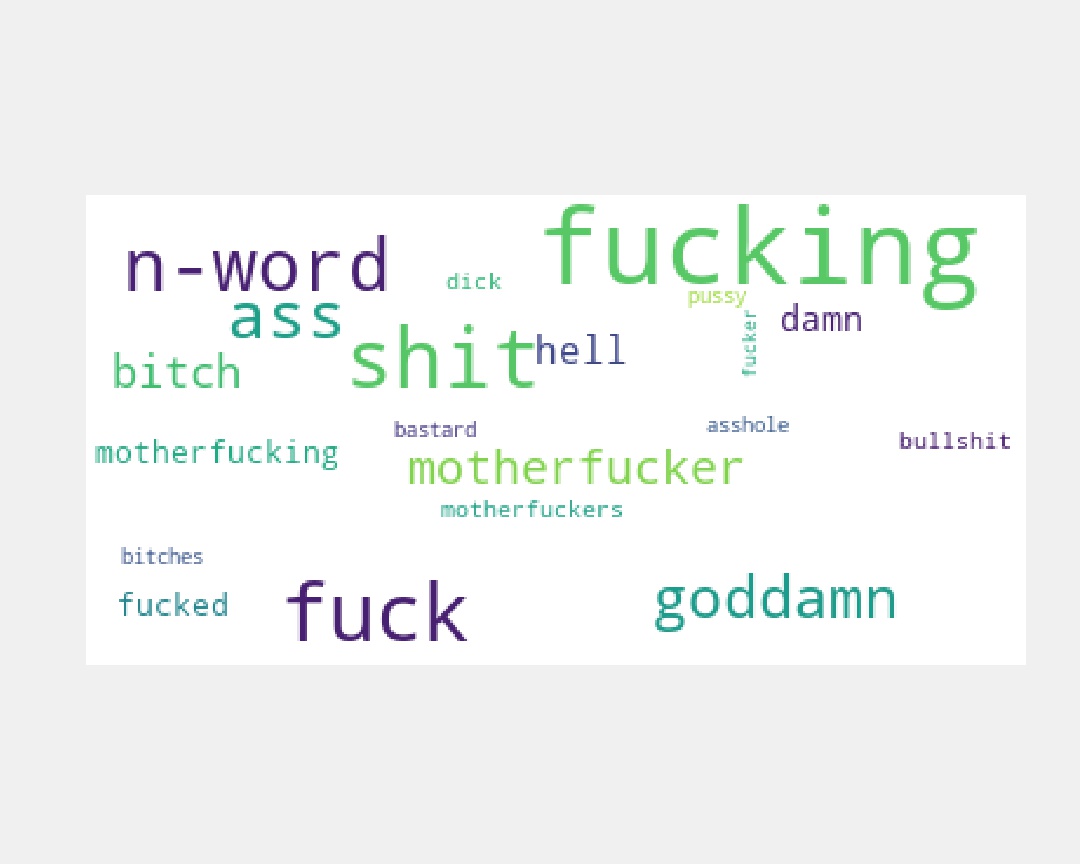 fucking
n-word
dick
pussy
ass
damn
fucker
shit
hell
bitch
bastard
asshole
bullshit
motherfucking
motherfucker
motherfuckers
bitches
fucked
fuck
goddamn